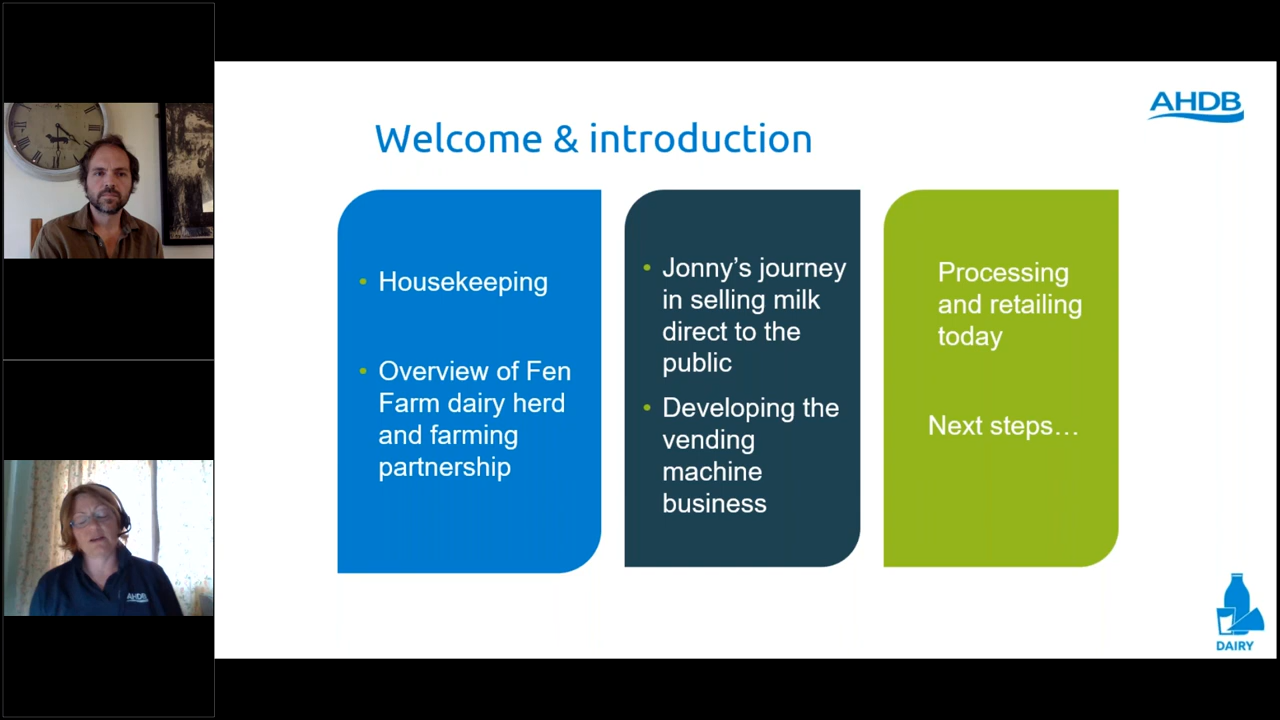 AHDB
Welcome & introduction
• Housekeeping
• Overview of Fen
Farm dairy herd
and farming
partnership
• Jonny’s journey
in selling milk
direct to the
public
• Developing the
vending
machine
business
Processing
and retailing
today
Next steps…
AHDB
DAIRY